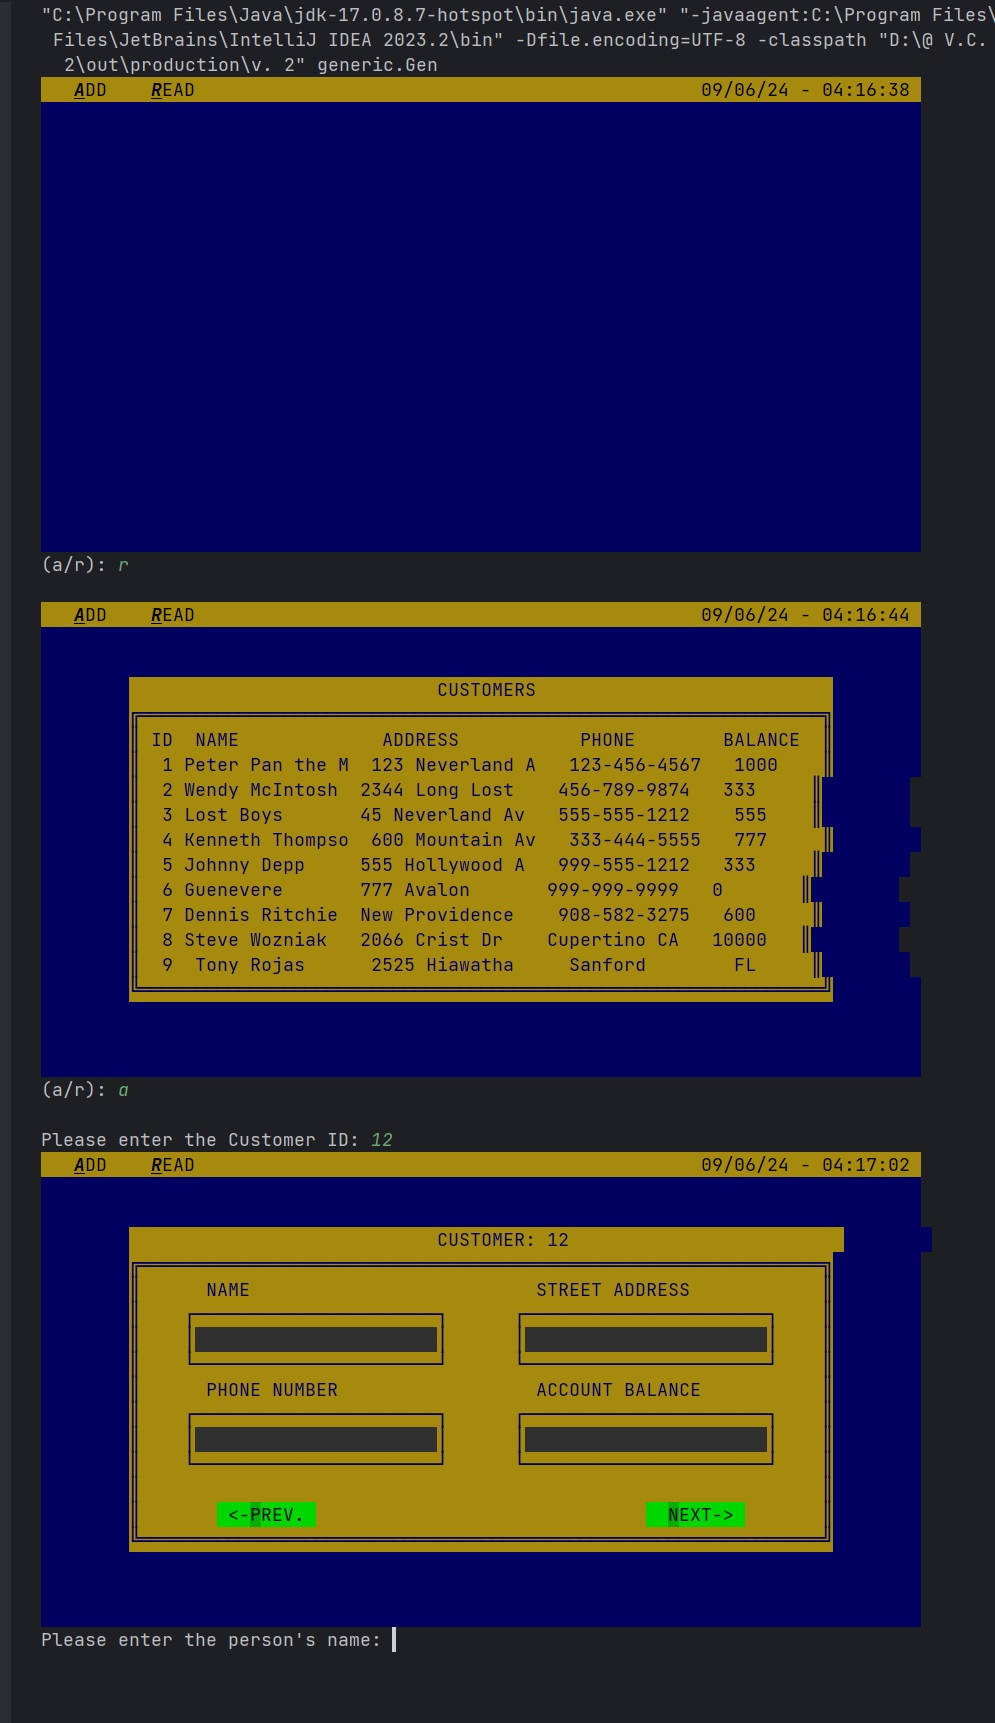 "C:\Program Files\Java\jdk-17.0.8.7-hotspot\bin\java.exe" "-javaagent:C:\Program Files\
Files\JetBrains\IntelliJ IDEA 2023.2\bin" -Dfile.encoding=UTF-8 -classpath "D:\@ V.C.
2\out\production\v. 2" generic.Gen
ADD READ 09/06/24 - 04:16:38
(a/r): r
ADD READ 09/06/24 - 04:16:44
CUSTOMERS
ID NAME ADDRESS PHONE BALANCE
1 Peter Pan the M 123 Neverland A 123-456-4567 1000
2 Wendy McIntosh 2344 Long Lost 456-789-9874 333
3 Lost Boys 45 Neverland Av 555-555-1212 555
4 Kenneth Thompso 600 Mountain Av 333-444-5555 777
5 Johnny Depp 555 Hollywood A 999-555-1212 333
6 Guenevere 777 Avalon 999-999-9999 0
7 Dennis Ritchie New Providence 908-582-3275 600
8 Steve Wozniak 2066 Crist Dr Cupertino CA 10000
9 Tony Rojas 2525 Hiawatha Sanford FL
(a/r): a
Please enter the Customer ID: 12
ADD READ 09/06/24 - 04:17:02
CUSTOMER: 12
NAME STREET ADDRESS
PHONE NUMBER ACCOUNT BALANCE
<-PREV. NEXT->
Please enter the person's name: